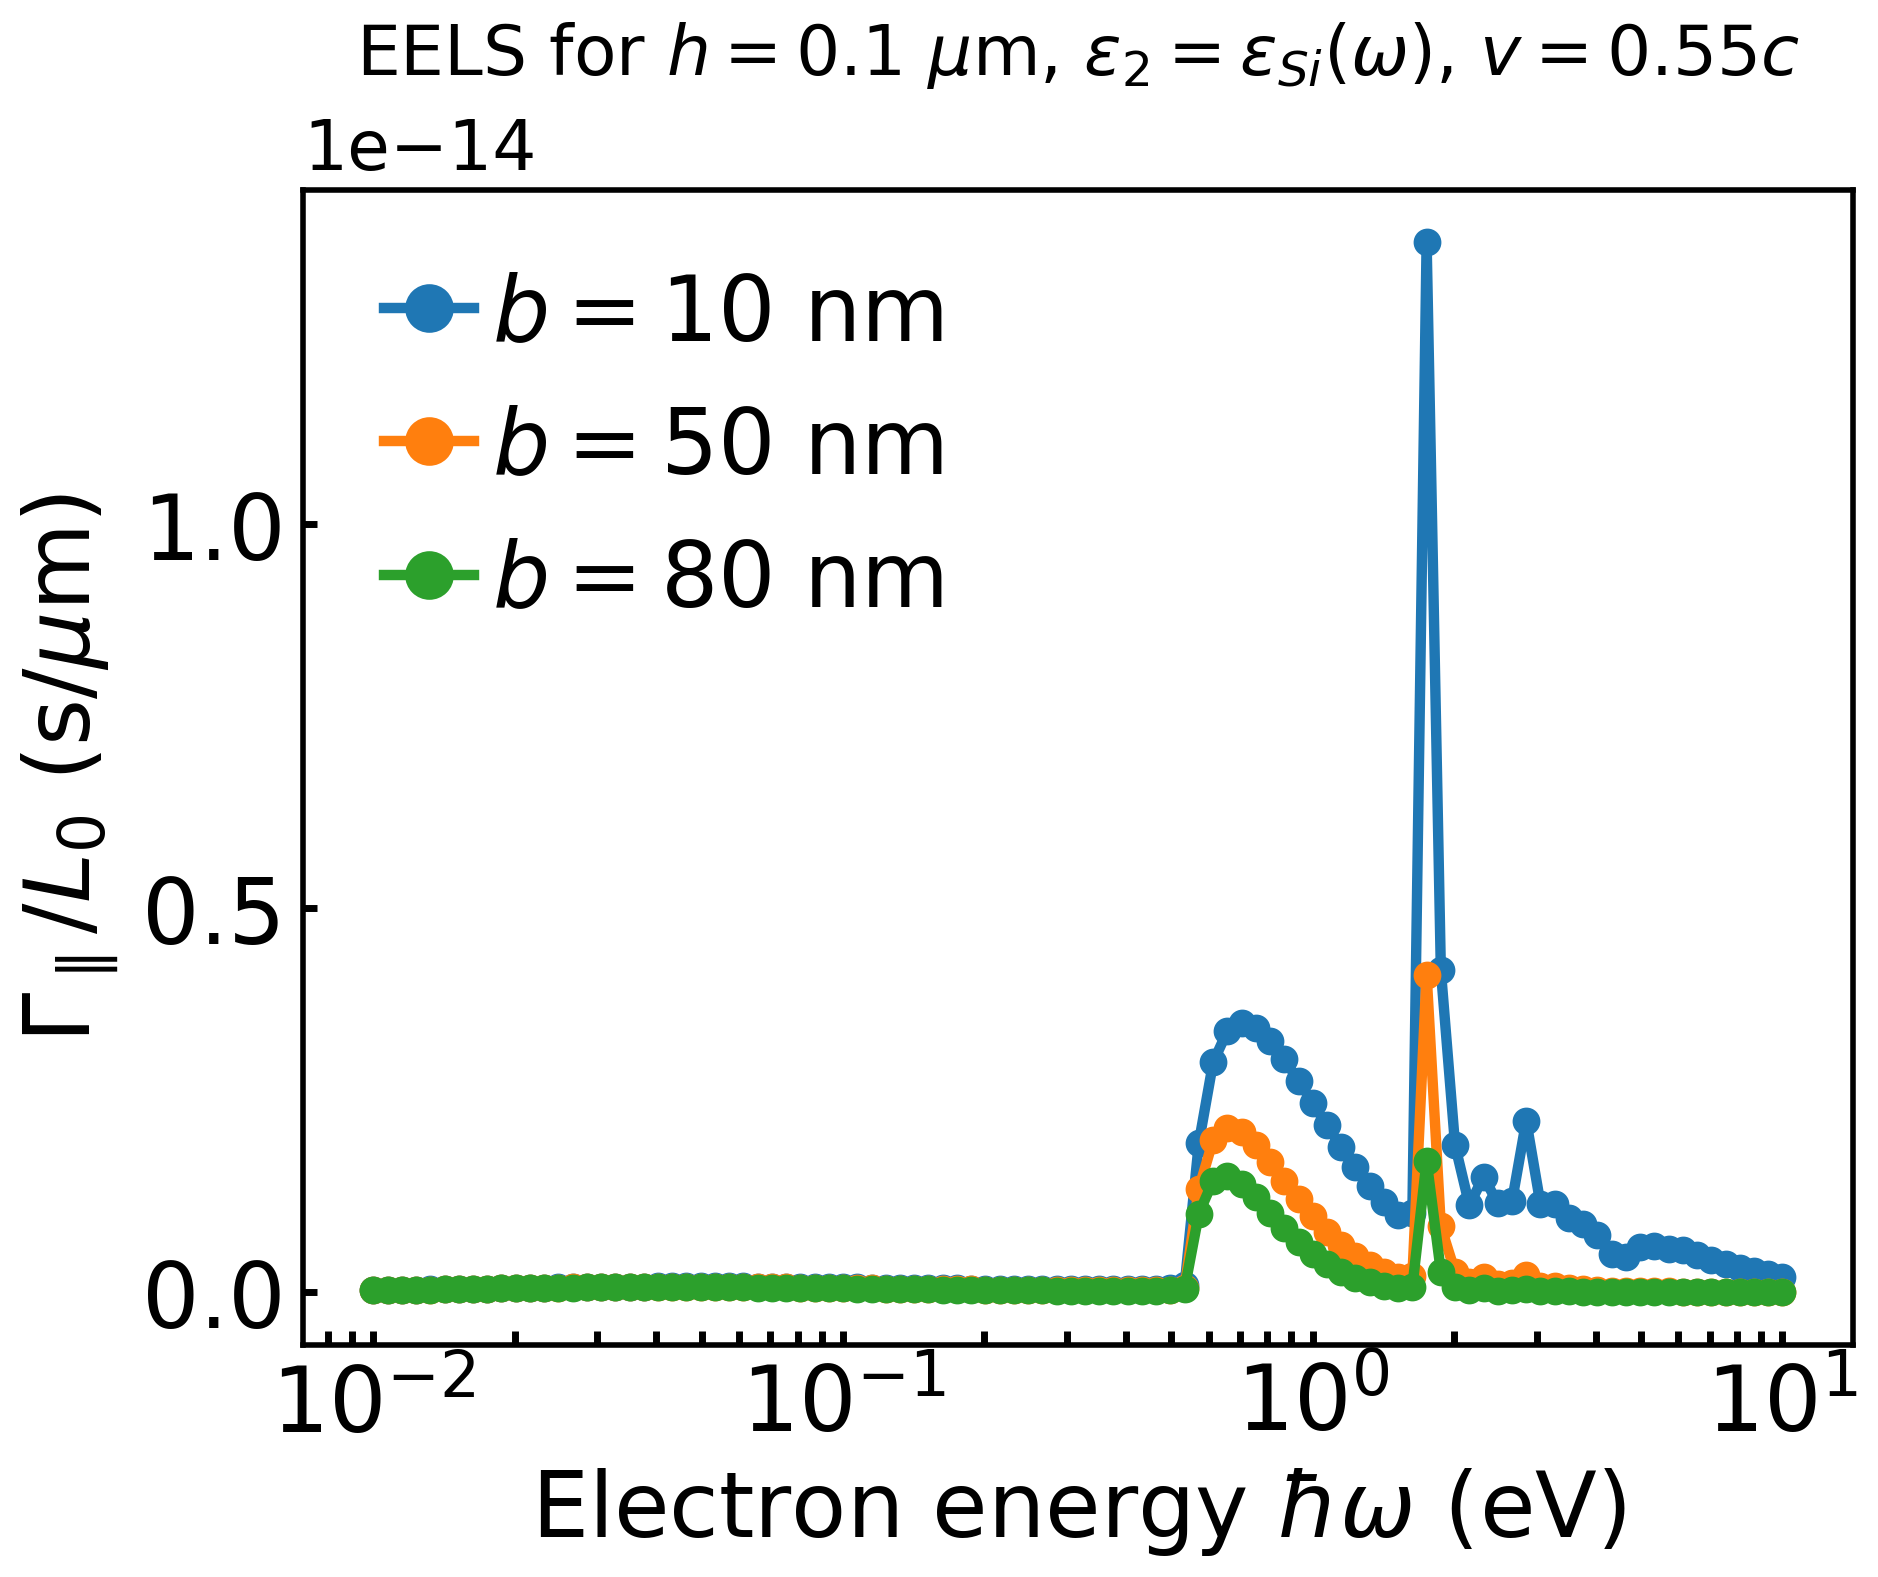 EELS for h = 0.1 μm, ε₂ = ε_Si(ω), v = 0.55c
1e−14
b = 10 nm
b = 50 nm
b = 80 nm
1.0
0.5
0.0
Γ∥/L₀ (s/μm)
10⁻² 10⁻¹ 10⁰ 10¹
Electron energy ℏω (eV)